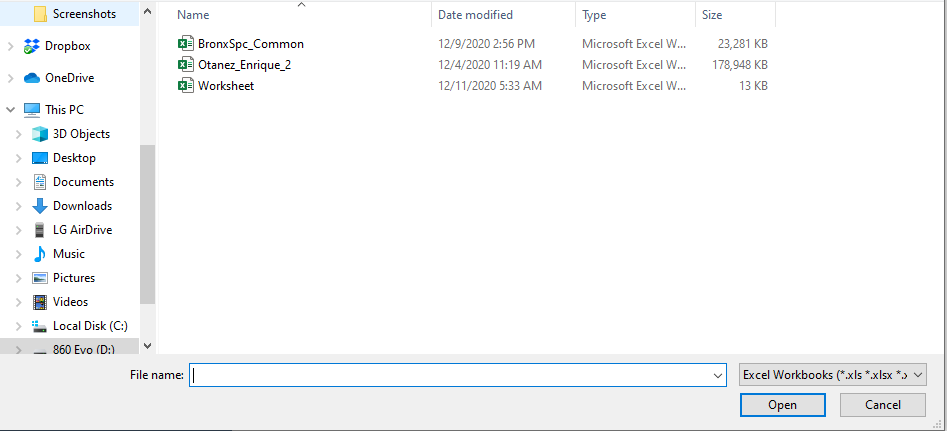 Screenshots
Dropbox
OneDrive
This PC
3D Objects
Desktop
Documents
Downloads
LG AirDrive
Music
Pictures
Videos
Local Disk (C:)
860 Evo (D:)
Name Date modified Type Size
BronxSpc_Common 12/9/2020 2:56 PM Microsoft Excel W... 23,281 KB
Otanez_Enrique_2 12/4/2020 11:19 AM Microsoft Excel W... 178,948 KB
Worksheet 12/11/2020 5:33 AM Microsoft Excel W... 13 KB
File name: Excel Workbooks (*.xls *.xlsx *.x
Open Cancel